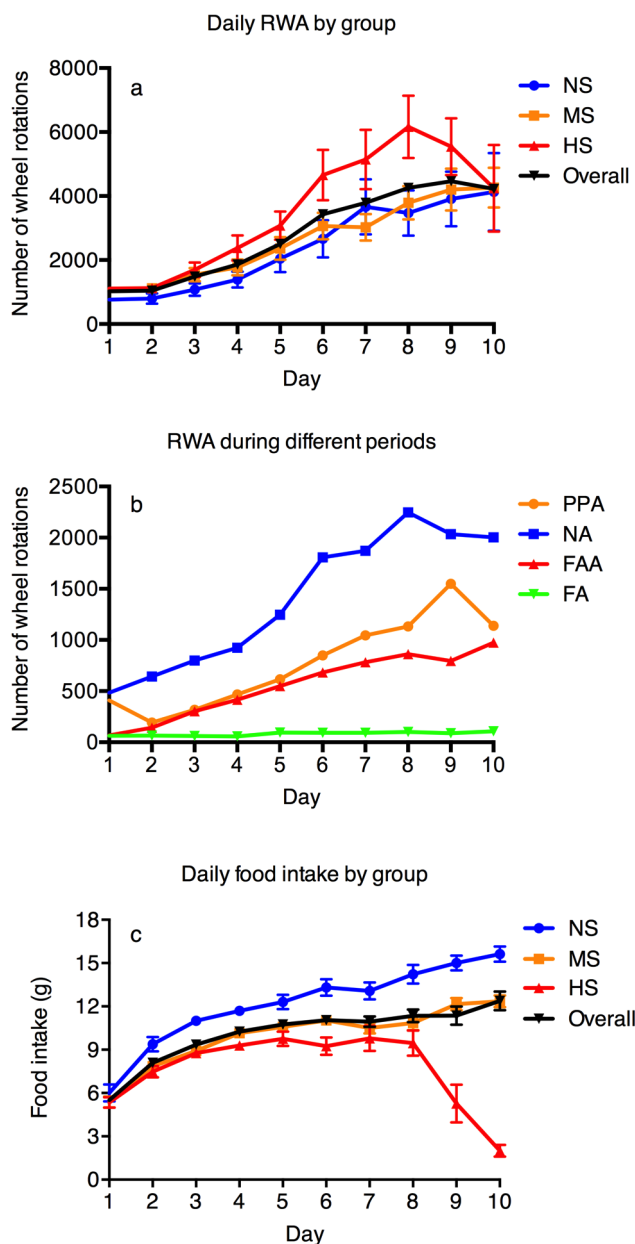 Daily RWA by group
a
8000
6000
4000
2000
0
Number of wheel rotations
1 2 3 4 5 6 7 8 9 10
Day
NS
MS
HS
Overall
RWA during different periods
b
2500
2000
1500
1000
500
0
Number of wheel rotations
1 2 3 4 5 6 7 8 9 10
Day
PPA
NA
FAA
FA
Daily food intake by group
c
18
15
12
9
6
3
0
Food intake (g)
1 2 3 4 5 6 7 8 9 10
Day
NS
MS
HS
Overall